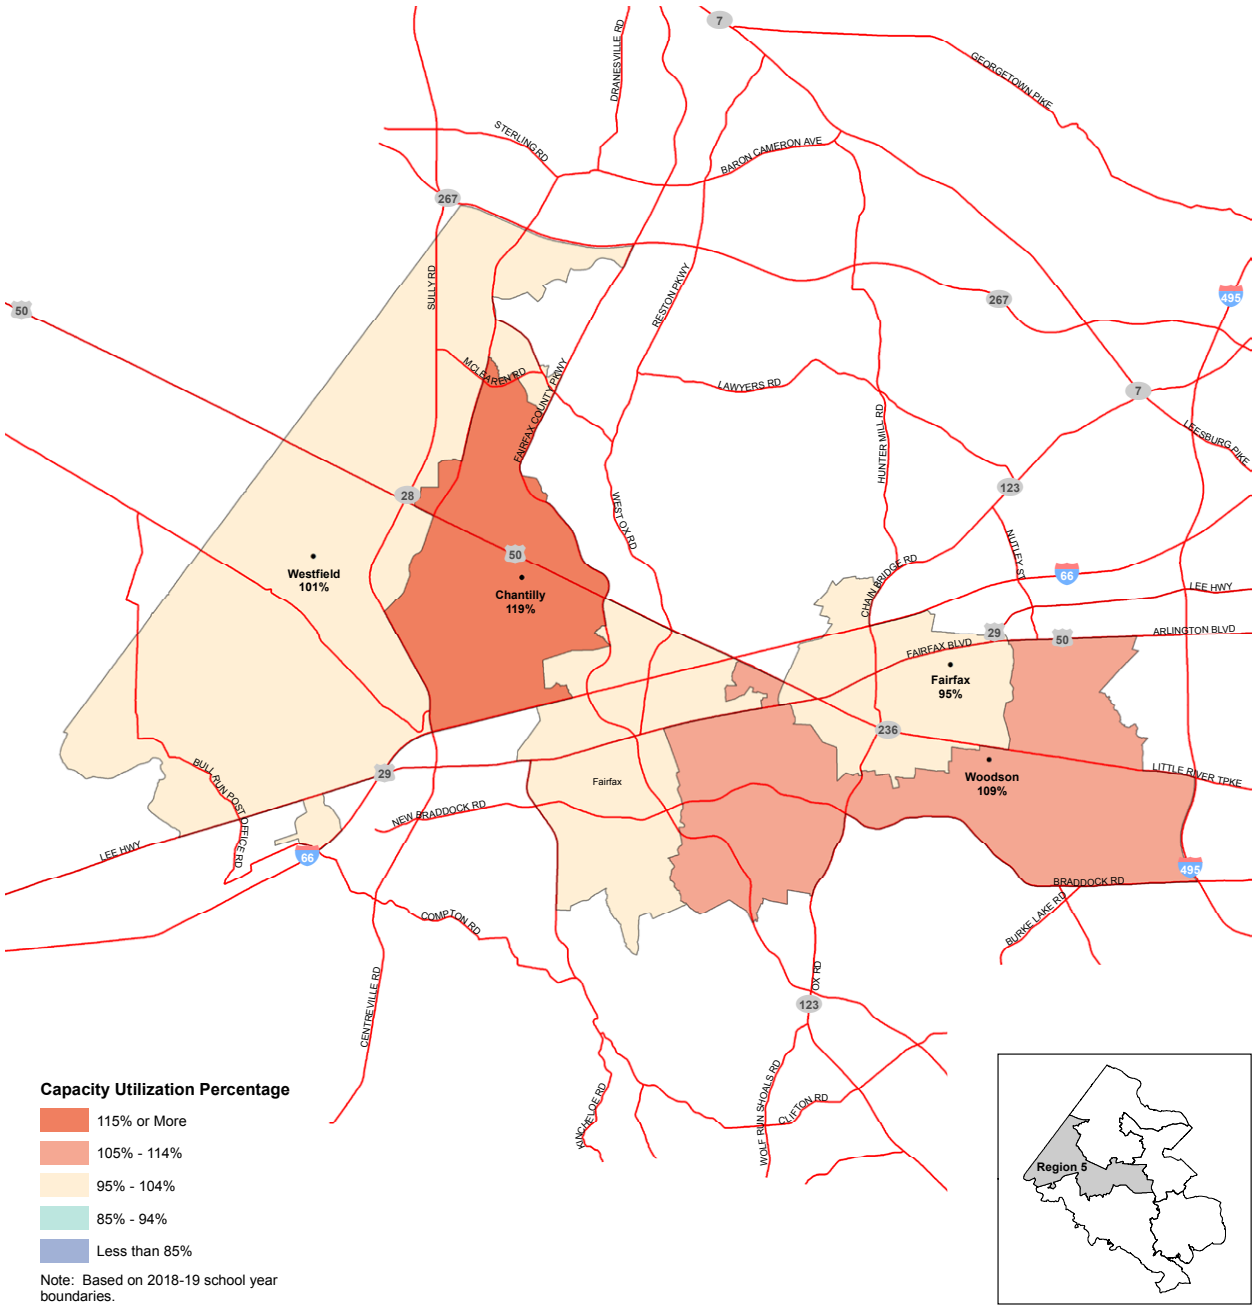 7
GEORGETOWN PIKE
DRANESVILLE RD
STERLING RD
BARON CAMERON AVE
267
SULLY RD
RESTON PKWY
267
495
50
MCLEAREN RD
FAIRFAX COUNTY PKWY
LAWYERS RD
7
HUNTER MILL RD
LEESBURG PIKE
28
123
WEST OX RD
NUTLEY ST
50
Westfield
101%
Chantilly
119%
CHAIN BRIDGE RD
66
LEE HWY
29
50
ARLINGTON BLVD
FAIRFAX BLVD
Fairfax
95%
236
Woodson
109%
LITTLE RIVER TPKE
29
Fairfax
BULL RUN POST OFFICE RD
NEW BRADDOCK RD
LEE HWY
66
495
BRADDOCK RD
BURKE LAKE RD
COMPTON RD
CENTREVILLE RD
OX RD
123
KINCHELOE RD
WOLF RUN SHOALS RD
CLIFTON RD
Region 5
Capacity Utilization Percentage
115% or More
105% - 114%
95% - 104%
85% - 94%
Less than 85%
Note: Based on 2018-19 school year
boundaries.